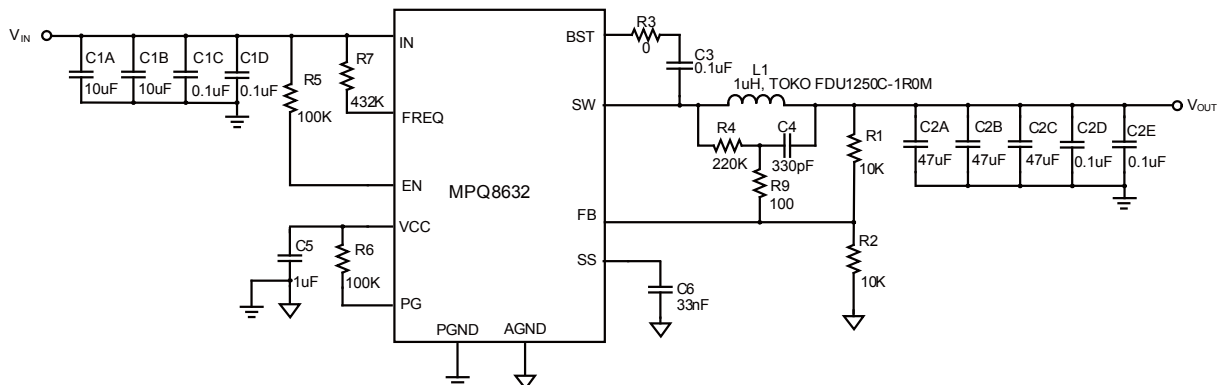 VIN
C1A
10uF
C1B
10uF
C1C
0.1uF
C1D
0.1uF
R5
100K
R7
432K
IN
FREQ
EN
VCC
PG
C5
1uF
R6
100K
MPQ8632
PGND
AGND
BST
SW
FB
SS
R3
0
C3
0.1uF
L1
1uH, TOKO FDU1250C-1R0M
R4
220K
C4
330pF
R9
100
R1
10K
R2
10K
C6
33nF
C2A
47uF
C2B
47uF
C2C
47uF
C2D
0.1uF
C2E
0.1uF
VOUT